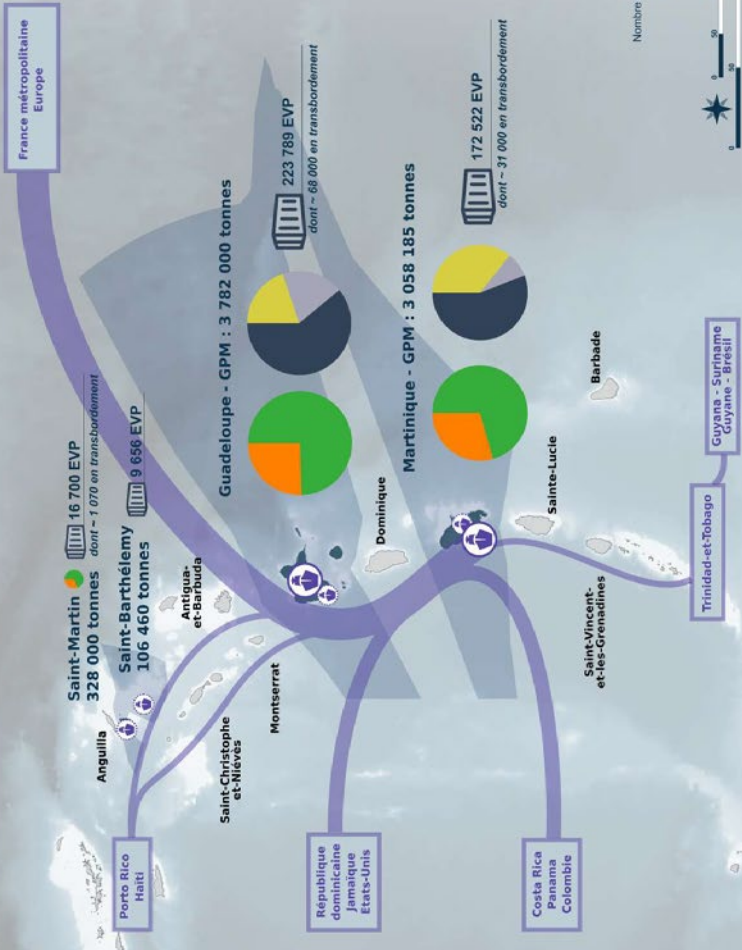 France métropolitaine
Europe
Saint-Martin
328 000 tonnes
16 700 EVP
dont ~ 1 070 en transbordement
Saint-Barthélemy
106 460 tonnes
9 656 EVP
Anguilla
Antigua-
et-Barbuda
Saint-Christophe
et-Niévès
Montserrat
Porto Rico
Haïti
Guadeloupe - GPM : 3 782 000 tonnes
223 789 EVP
dont ~ 68 000 en transbordement
Dominique
République
dominicaine
Jamaïque
Etats-Unis
Martinique - GPM : 3 058 185 tonnes
172 522 EVP
dont ~ 31 000 en transbordement
Sainte-Lucie
Barbade
Saint-Vincent-
et-les-Grenadines
Costa Rica
Panama
Colombie
Trinidad-et-Tobago
Guyana - Suriname
Guyane - Brésil
Nombre
0 50
0 50